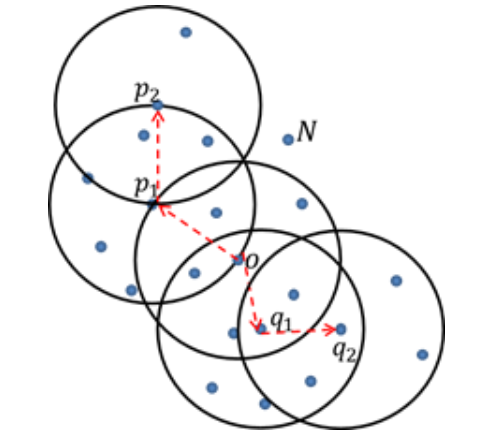 p₂
N
p₁
o
q₁
q₂